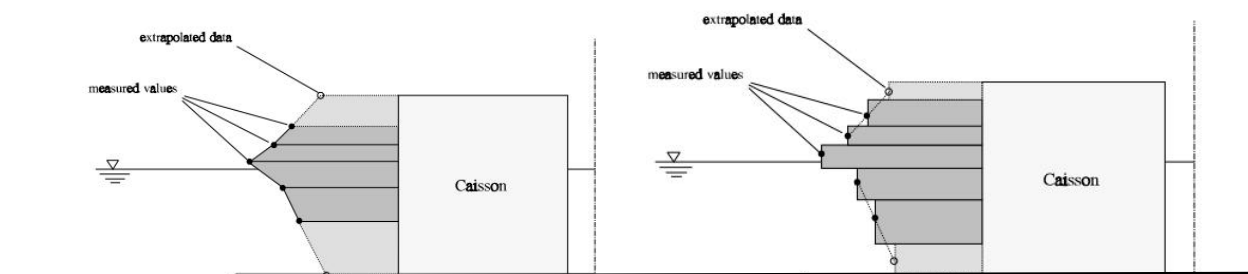 extrapolated data
measured values
Caisson
extrapolated data
measured values
Caisson